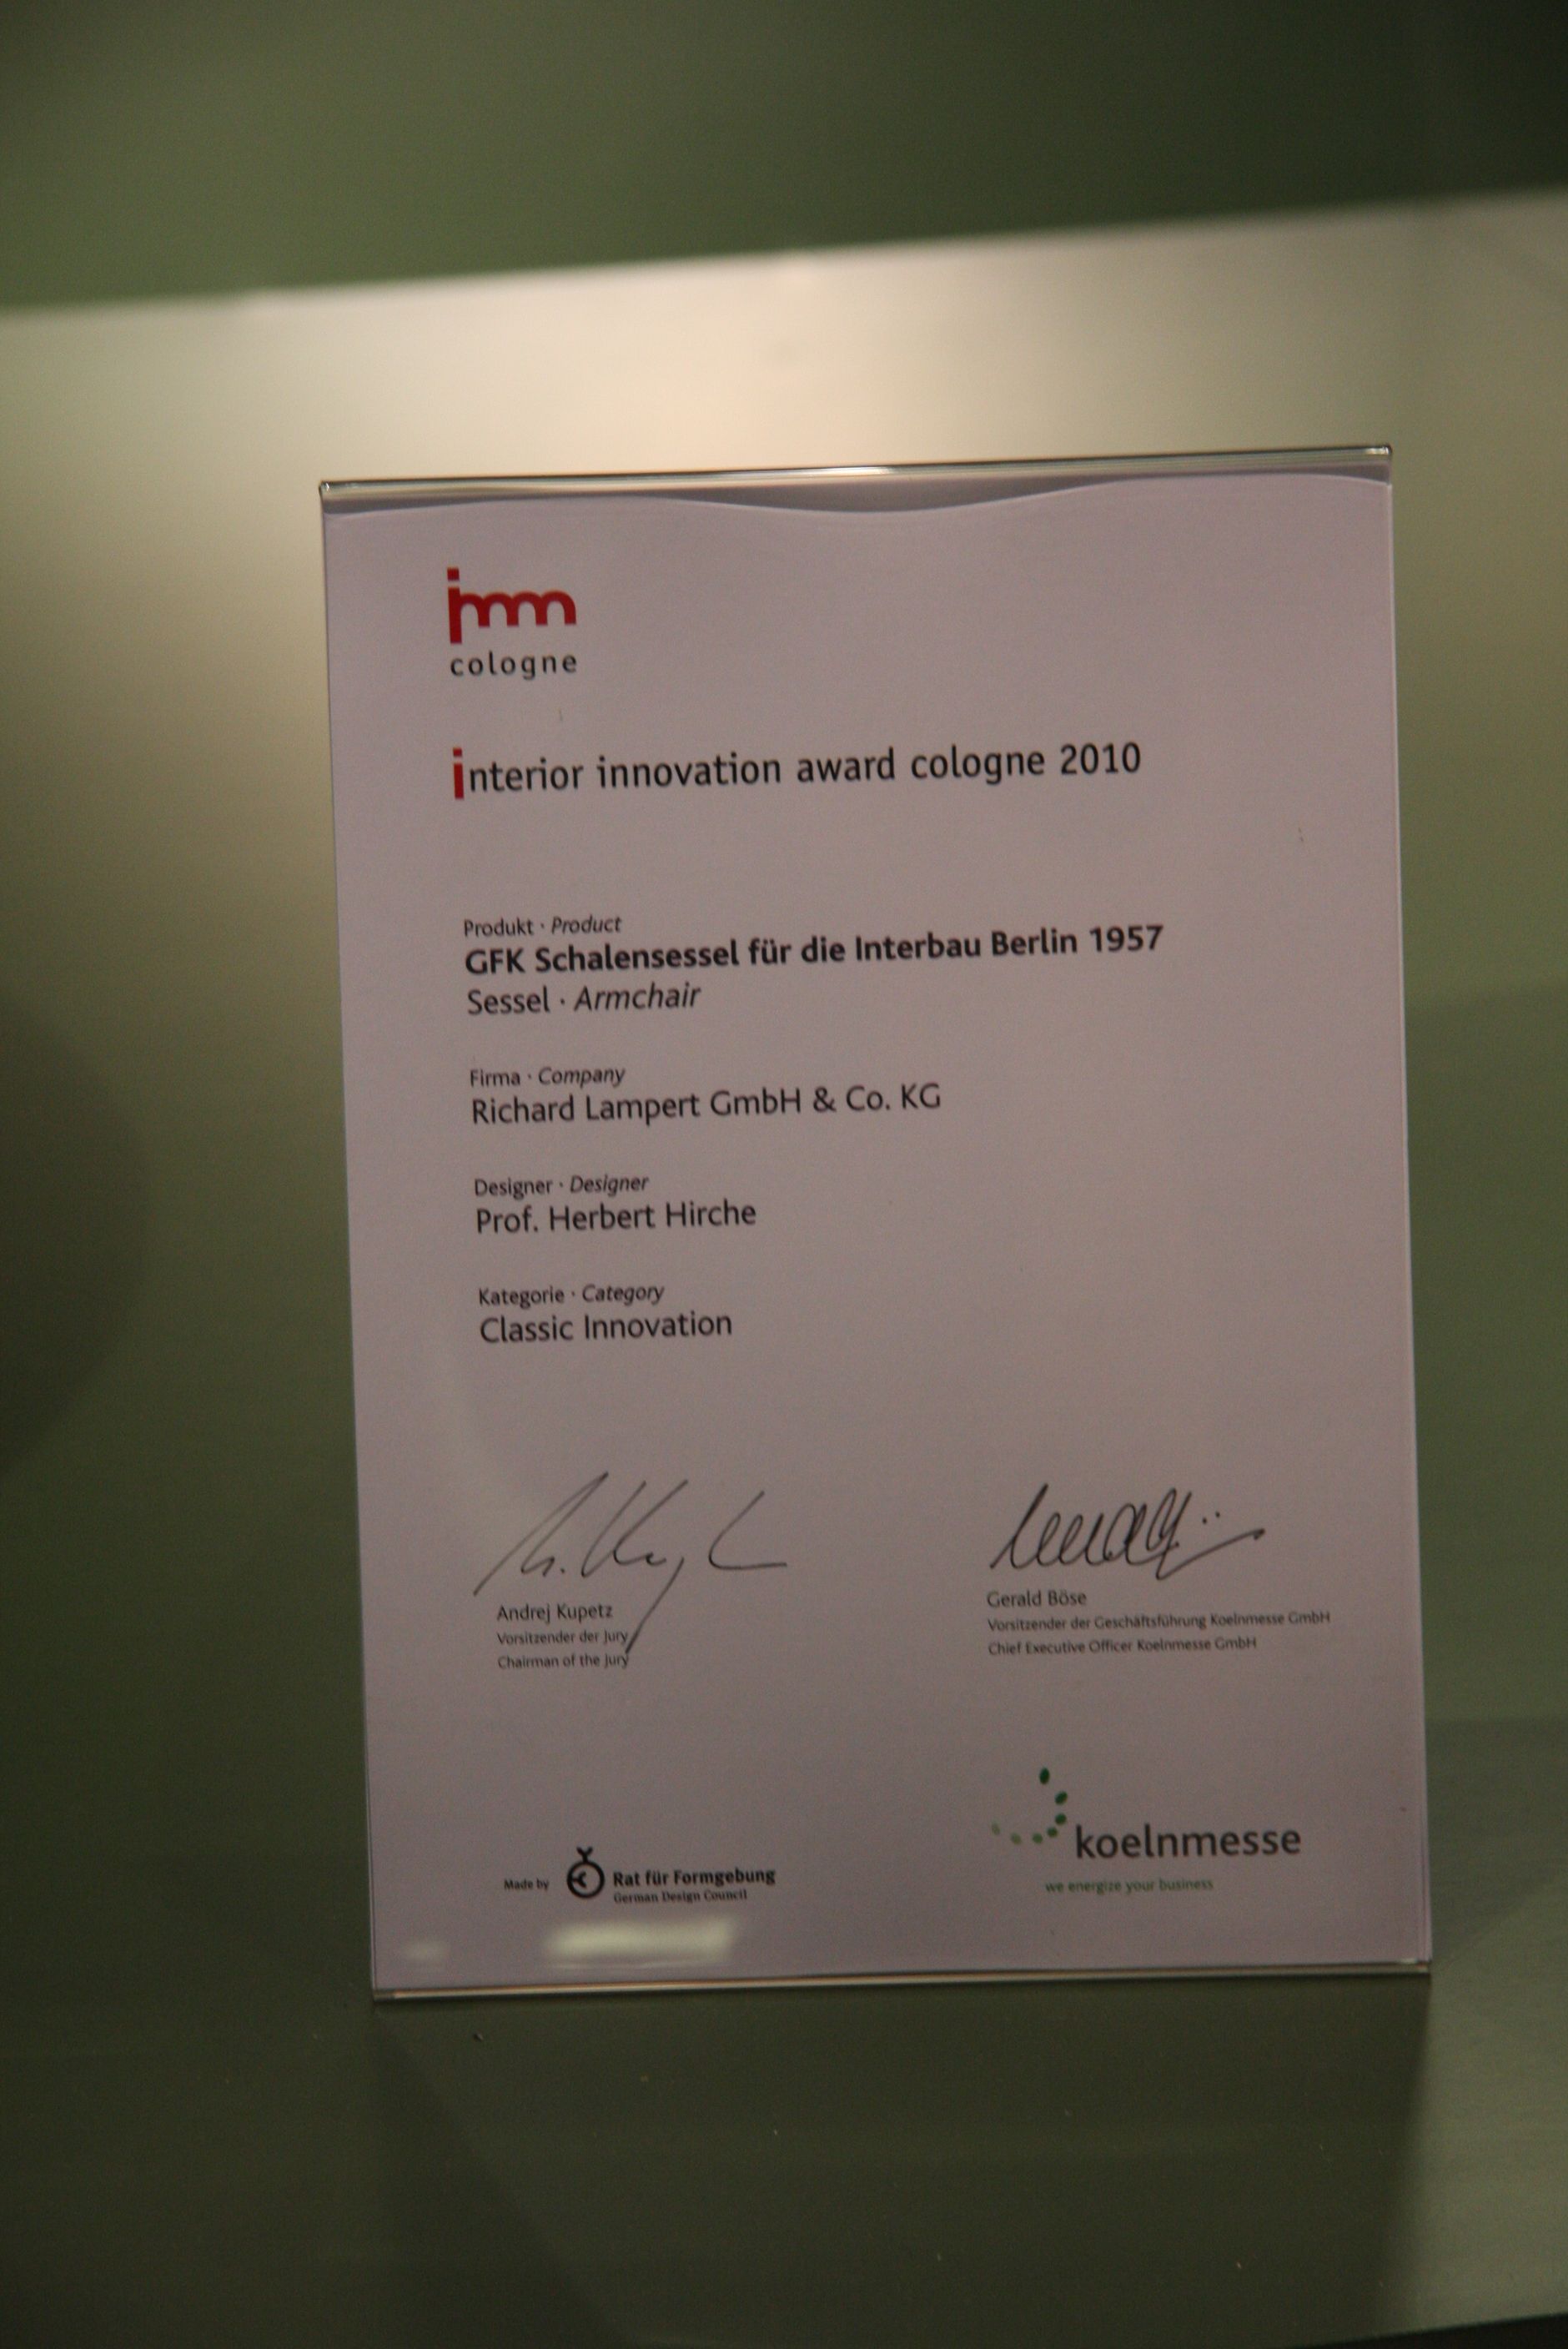 imm
cologne
interior innovation award cologne 2010
Produkt · Product
GFK Schalensessel für die Interbau Berlin 1957
Sessel · Armchair
Firma · Company
Richard Lampert GmbH & Co. KG
Designer · Designer
Prof. Herbert Hirche
Kategorie · Category
Classic Innovation
Andrej Kupetz
Vorsitzender der Jury
Chairman of the Jury
Gerald Böse
Vorsitzender der Geschäftsführung Koelnmesse GmbH
Chief Executive Officer Koelnmesse GmbH
Made by
Rat für Formgebung
German Design Council
koelnmesse
we energize your business